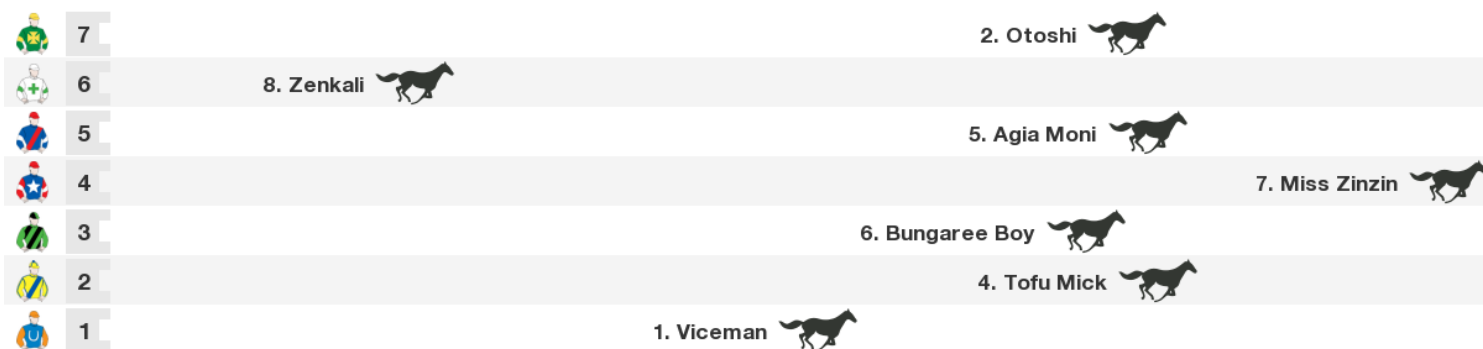 7 2. Otoshi
6 8. Zenkali
5 5. Agia Moni
4 7. Miss Zinzin
3 6. Bungaree Boy
2 4. Tofu Mick
1 1. Viceman